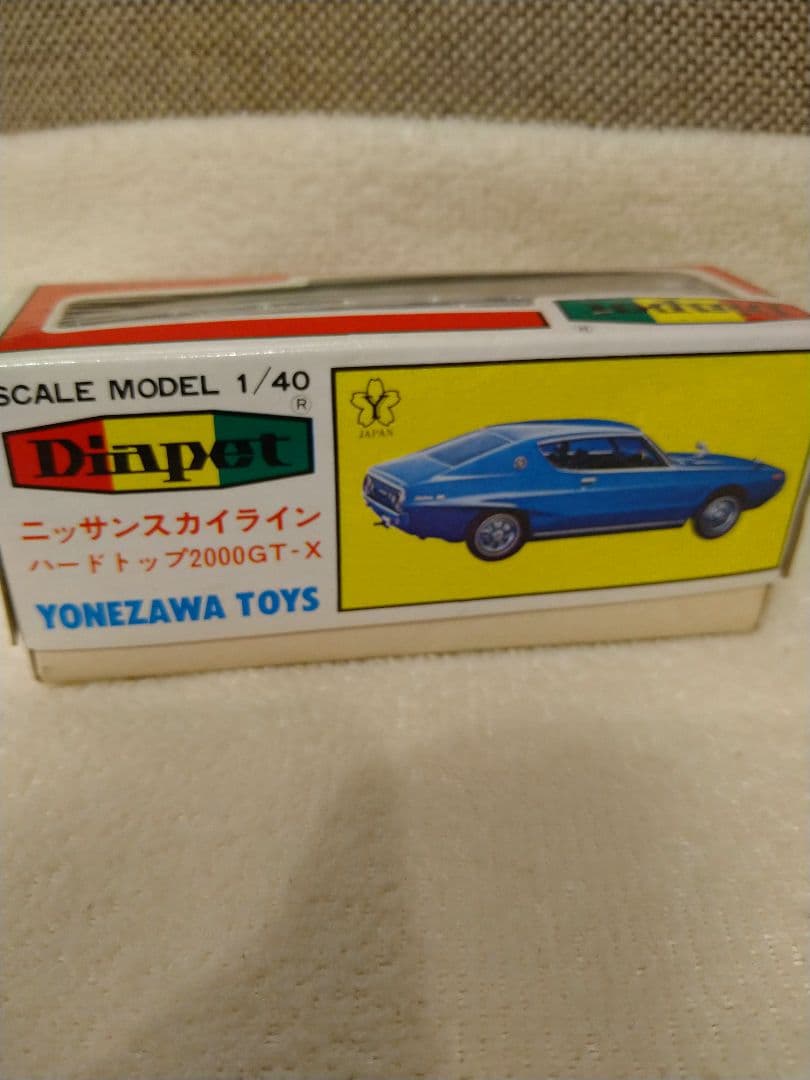 SCALE MODEL 1/40
®
Diapet
ニッサンスカイライン
ハードトップ2000GT-X
YONEZAWA TOYS
Y
JAPAN
Diapet
®